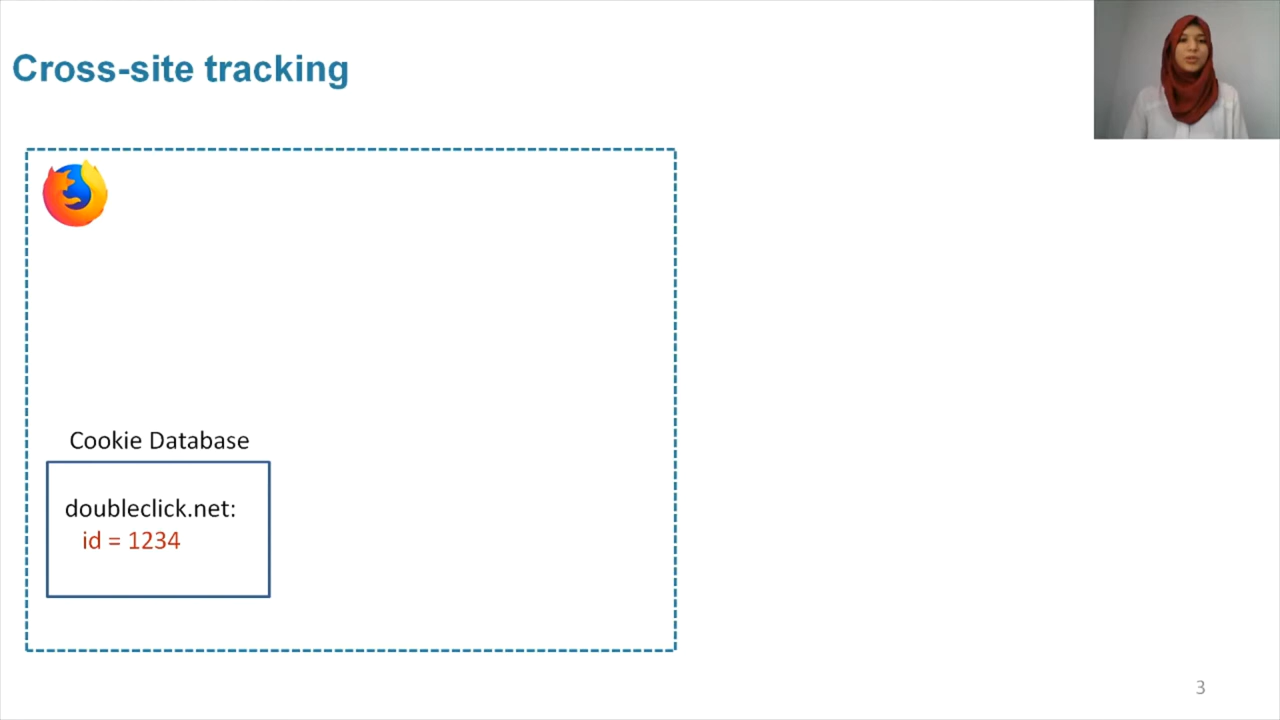 Cross-site tracking
Cookie Database
doubleclick.net:
id = 1234
3